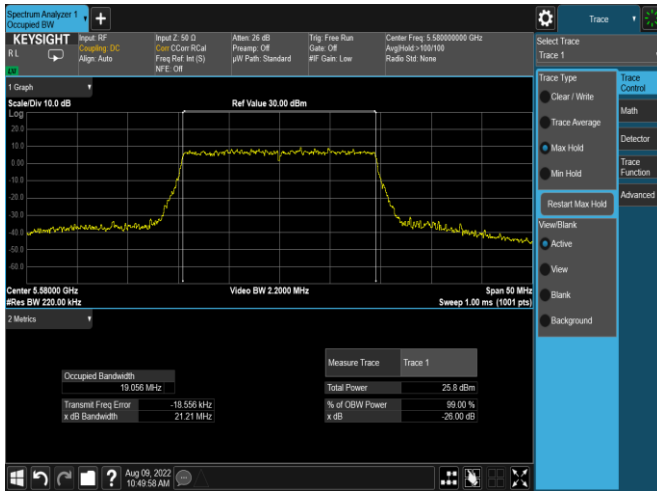 Spectrum Analyzer 1
Occupied BW
Trace
KEYSIGHT
RL
Input: RF
Coupling: DC
Align: Auto
Input Z: 50 Ω
Corr CCorr RCal
Freq Ref: Int (S)
NFE: Off
Atten: 26 dB
Preamp: Off
µW Path: Standard
Trig: Free Run
Gate: Off
#IF Gain: Low
Center Freq: 5.580000000 GHz
Avg|Hold:>100/100
Radio Std: None
Select Trace
Trace 1
1 Graph
Scale/Div 10.0 dB
Ref Value 30.00 dBm
Log
20.0
10.0
0.00
-10.0
-20.0
-30.0
-40.0
-50.0
-60.0
Center 5.58000 GHz
#Res BW 220.00 kHz
Video BW 2.2000 MHz
Span 50 MHz
Sweep 1.00 ms (1001 pts)
Trace Type
Clear / Write
Trace Average
Max Hold
Min Hold
Restart Max Hold
View/Blank
Active
View
Blank
Background
Trace
Control
Math
Detector
Trace
Function
Advanced
2 Metrics
Occupied Bandwidth
19.056 MHz
Transmit Freq Error -18.556 kHz
x dB Bandwidth 21.21 MHz
Measure Trace Trace 1
Total Power 25.8 dBm
% of OBW Power 99.00 %
x dB -26.00 dB
Aug 09, 2022
10:49:58 AM